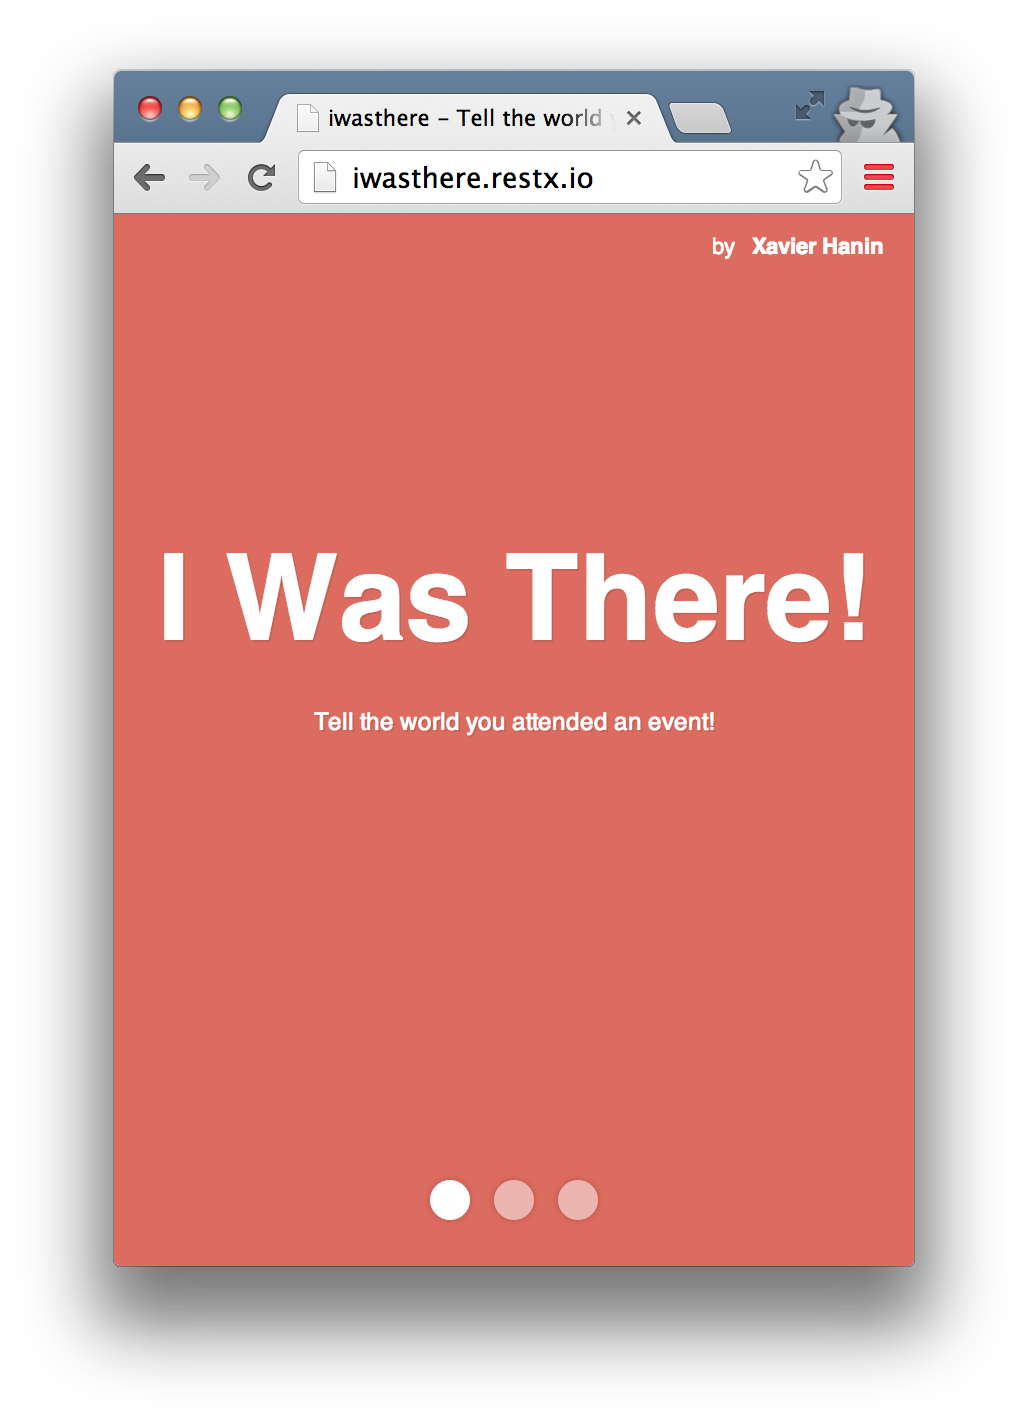 iwasthere – Tell the world
iwasthere.restx.io
by Xavier Hanin
I Was There!
Tell the world you attended an event!